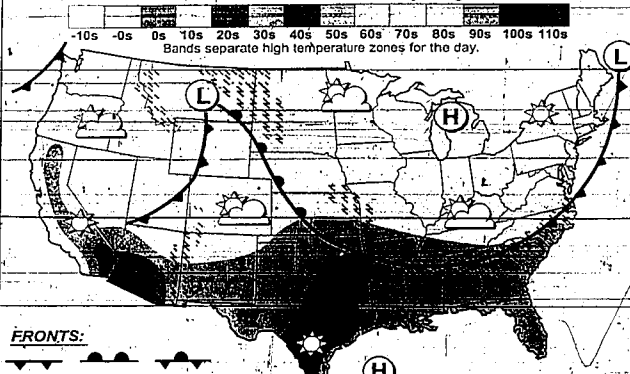 -10s -0s 0s 10s 20s 30s 40s 50s 60s 70s 80s 90s 100s 110s
Bands separate high temperature zones for the day.
L
L
H
FRONTS:
H